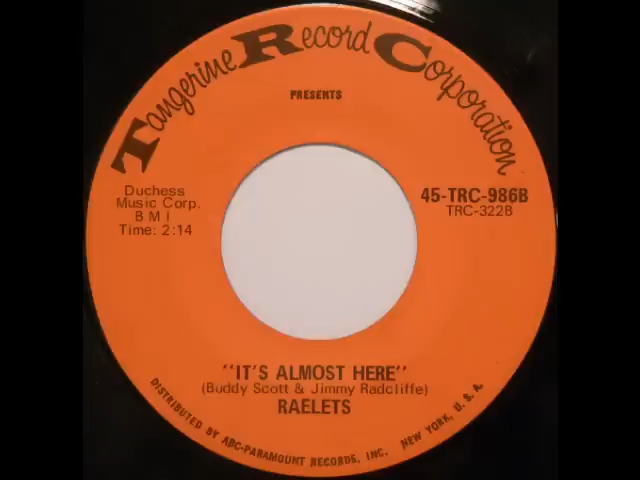 Tangerine Record Corporation
PRESENTS
Duchess
Music Corp.
B M I
Time: 2:14
45-TRC-986B
TRC-322B
"IT'S ALMOST HERE"
(Buddy Scott & Jimmy Radcliffe)
RAELETS
DISTRIBUTED BY ABC-PARAMOUNT RECORDS, INC. NEW YORK, U.S.A.